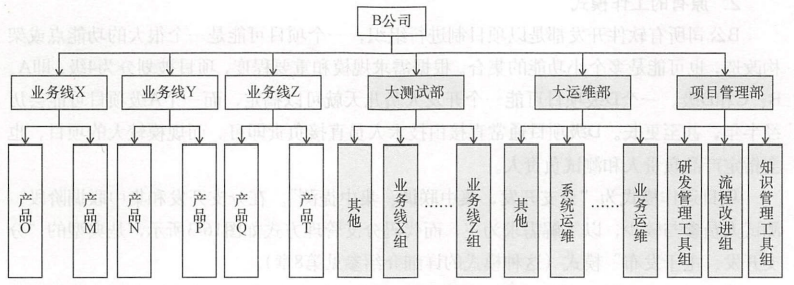 B公司
业务线X
业务线Y
业务线Z
大测试部
大运维部
项目管理部
产品O
产品M
产品N
产品P
产品Q
产品T
其他
业务线X组
业务线Z组
其他
系统运维
业务运维
研发管理工具组
流程改进组
知识管理工具组